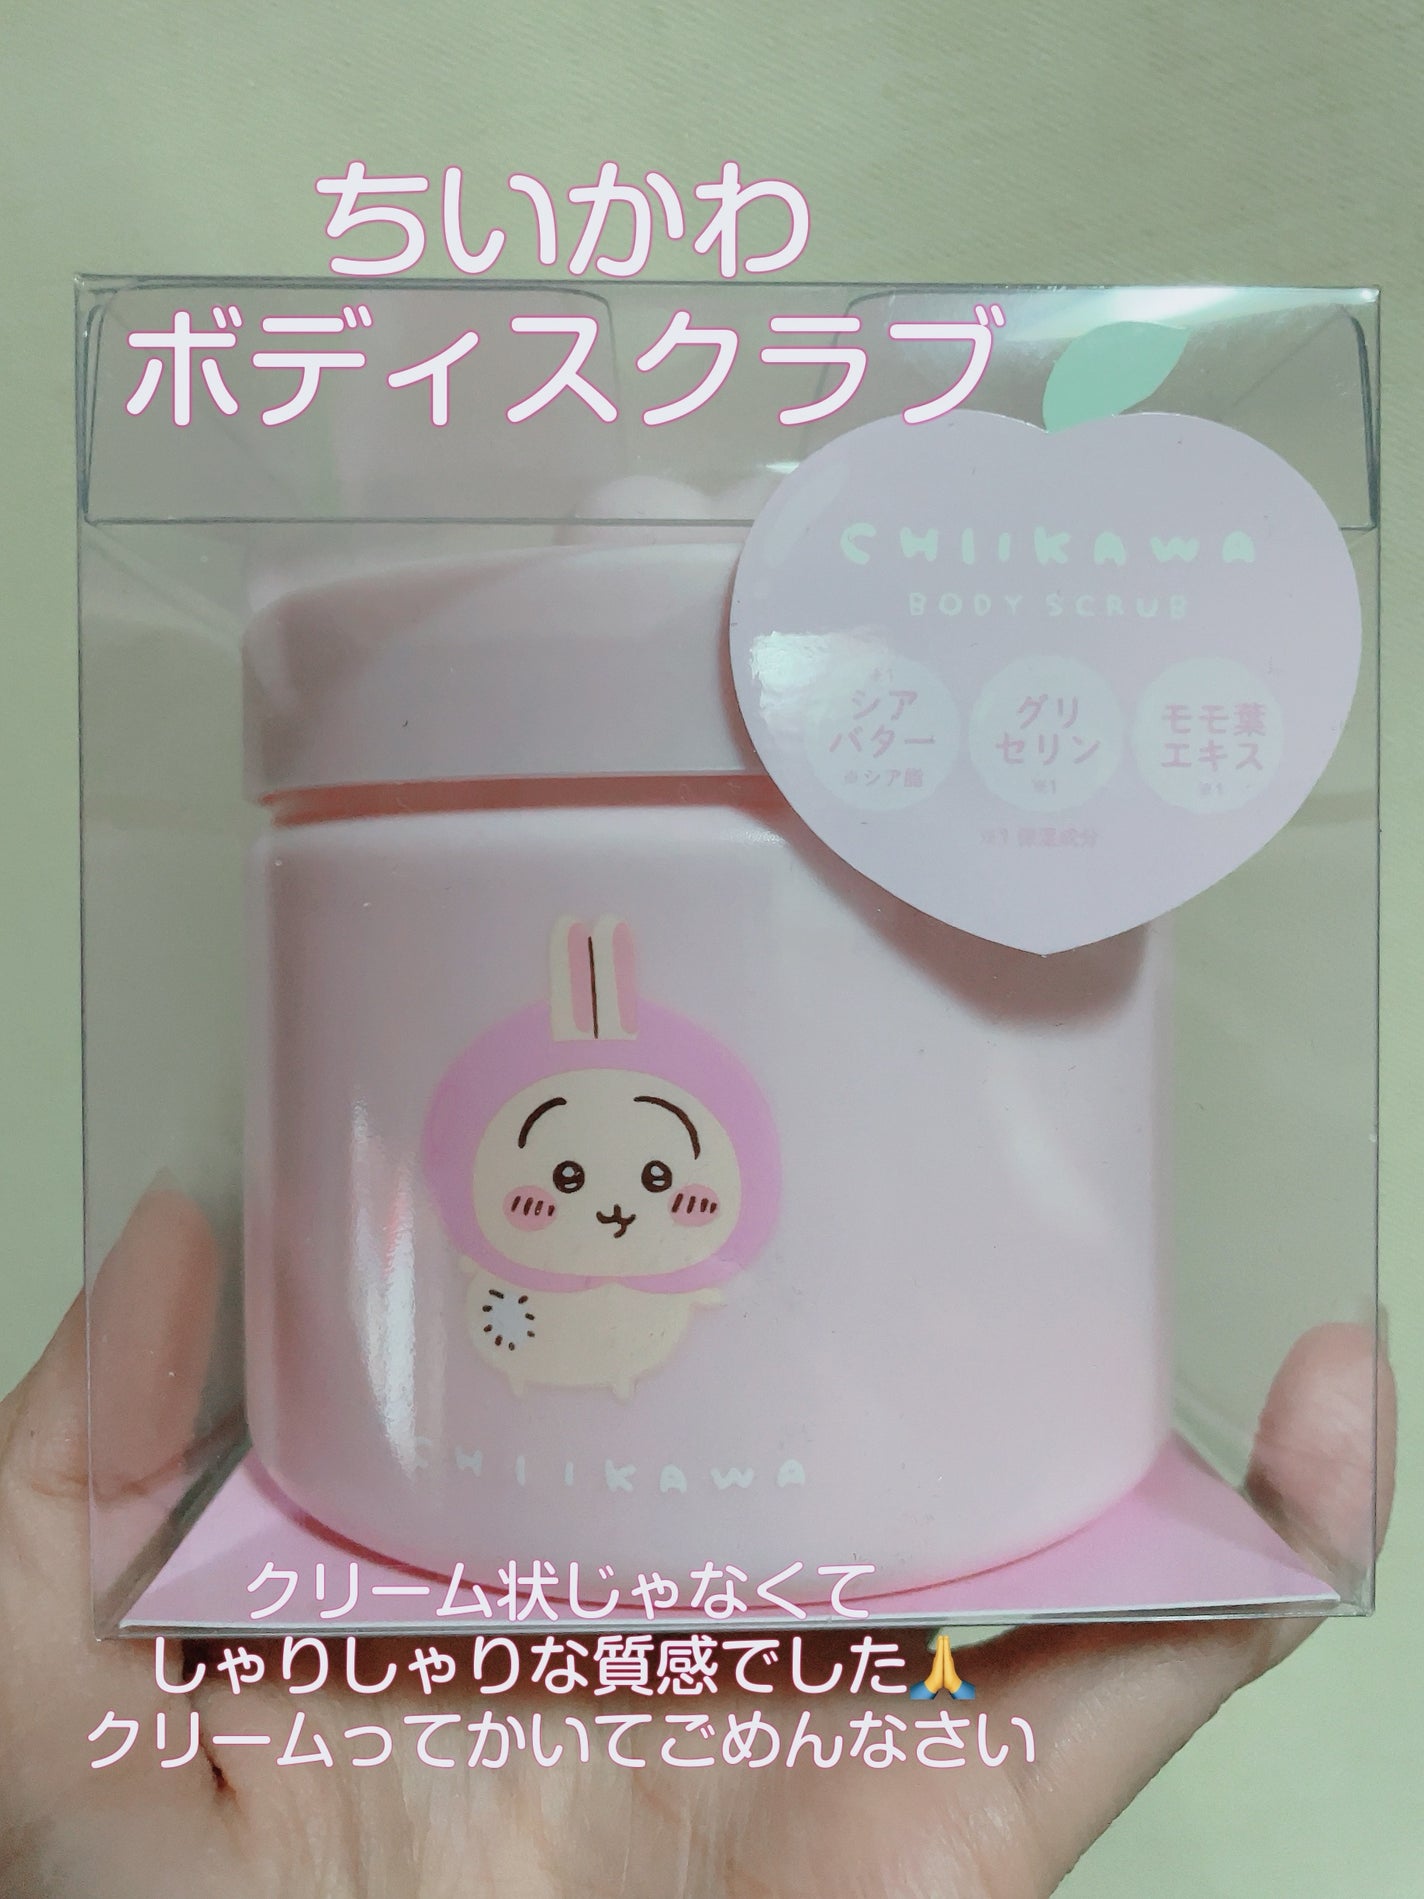 ちいかわ
ボディスクラブ
CHIIKAWA
BODY SCRUB
※1
シア
バター
※シア脂
グリ
セリン
※1
モモ葉
エキス
※1
※1 保湿成分
CHIIKAWA
クリーム状じゃなくて
しゃりしゃりな質感でした🙏
クリームってかいてごめんなさい